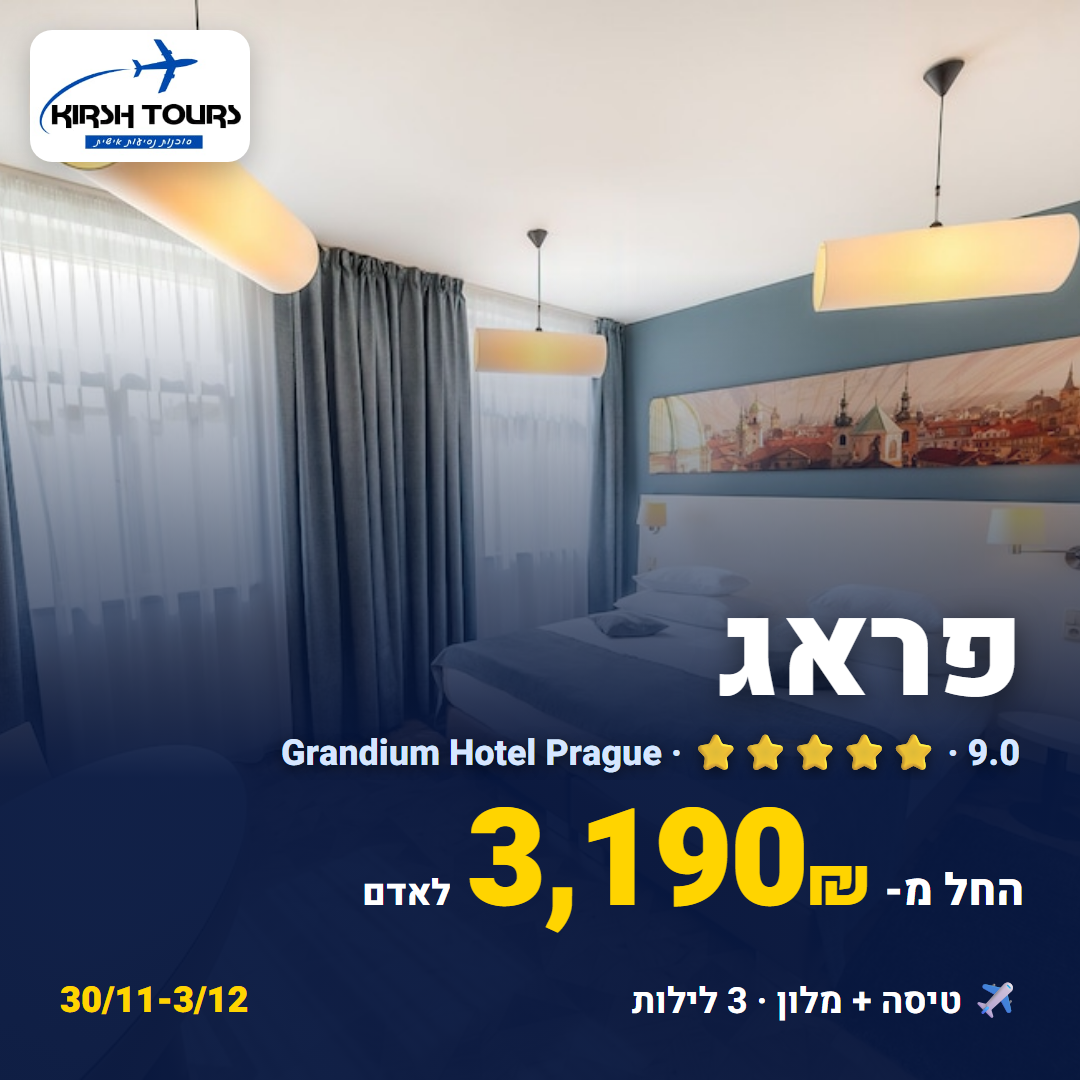 KIRSH TOURS
סוכנות נסיעות אישית
פראג
9.0 · ⭐⭐⭐⭐⭐ · Grandium Hotel Prague
החל מ- ₪3,190 לאדם
✈️ טיסה + מלון · 3 לילות
30/11-3/12